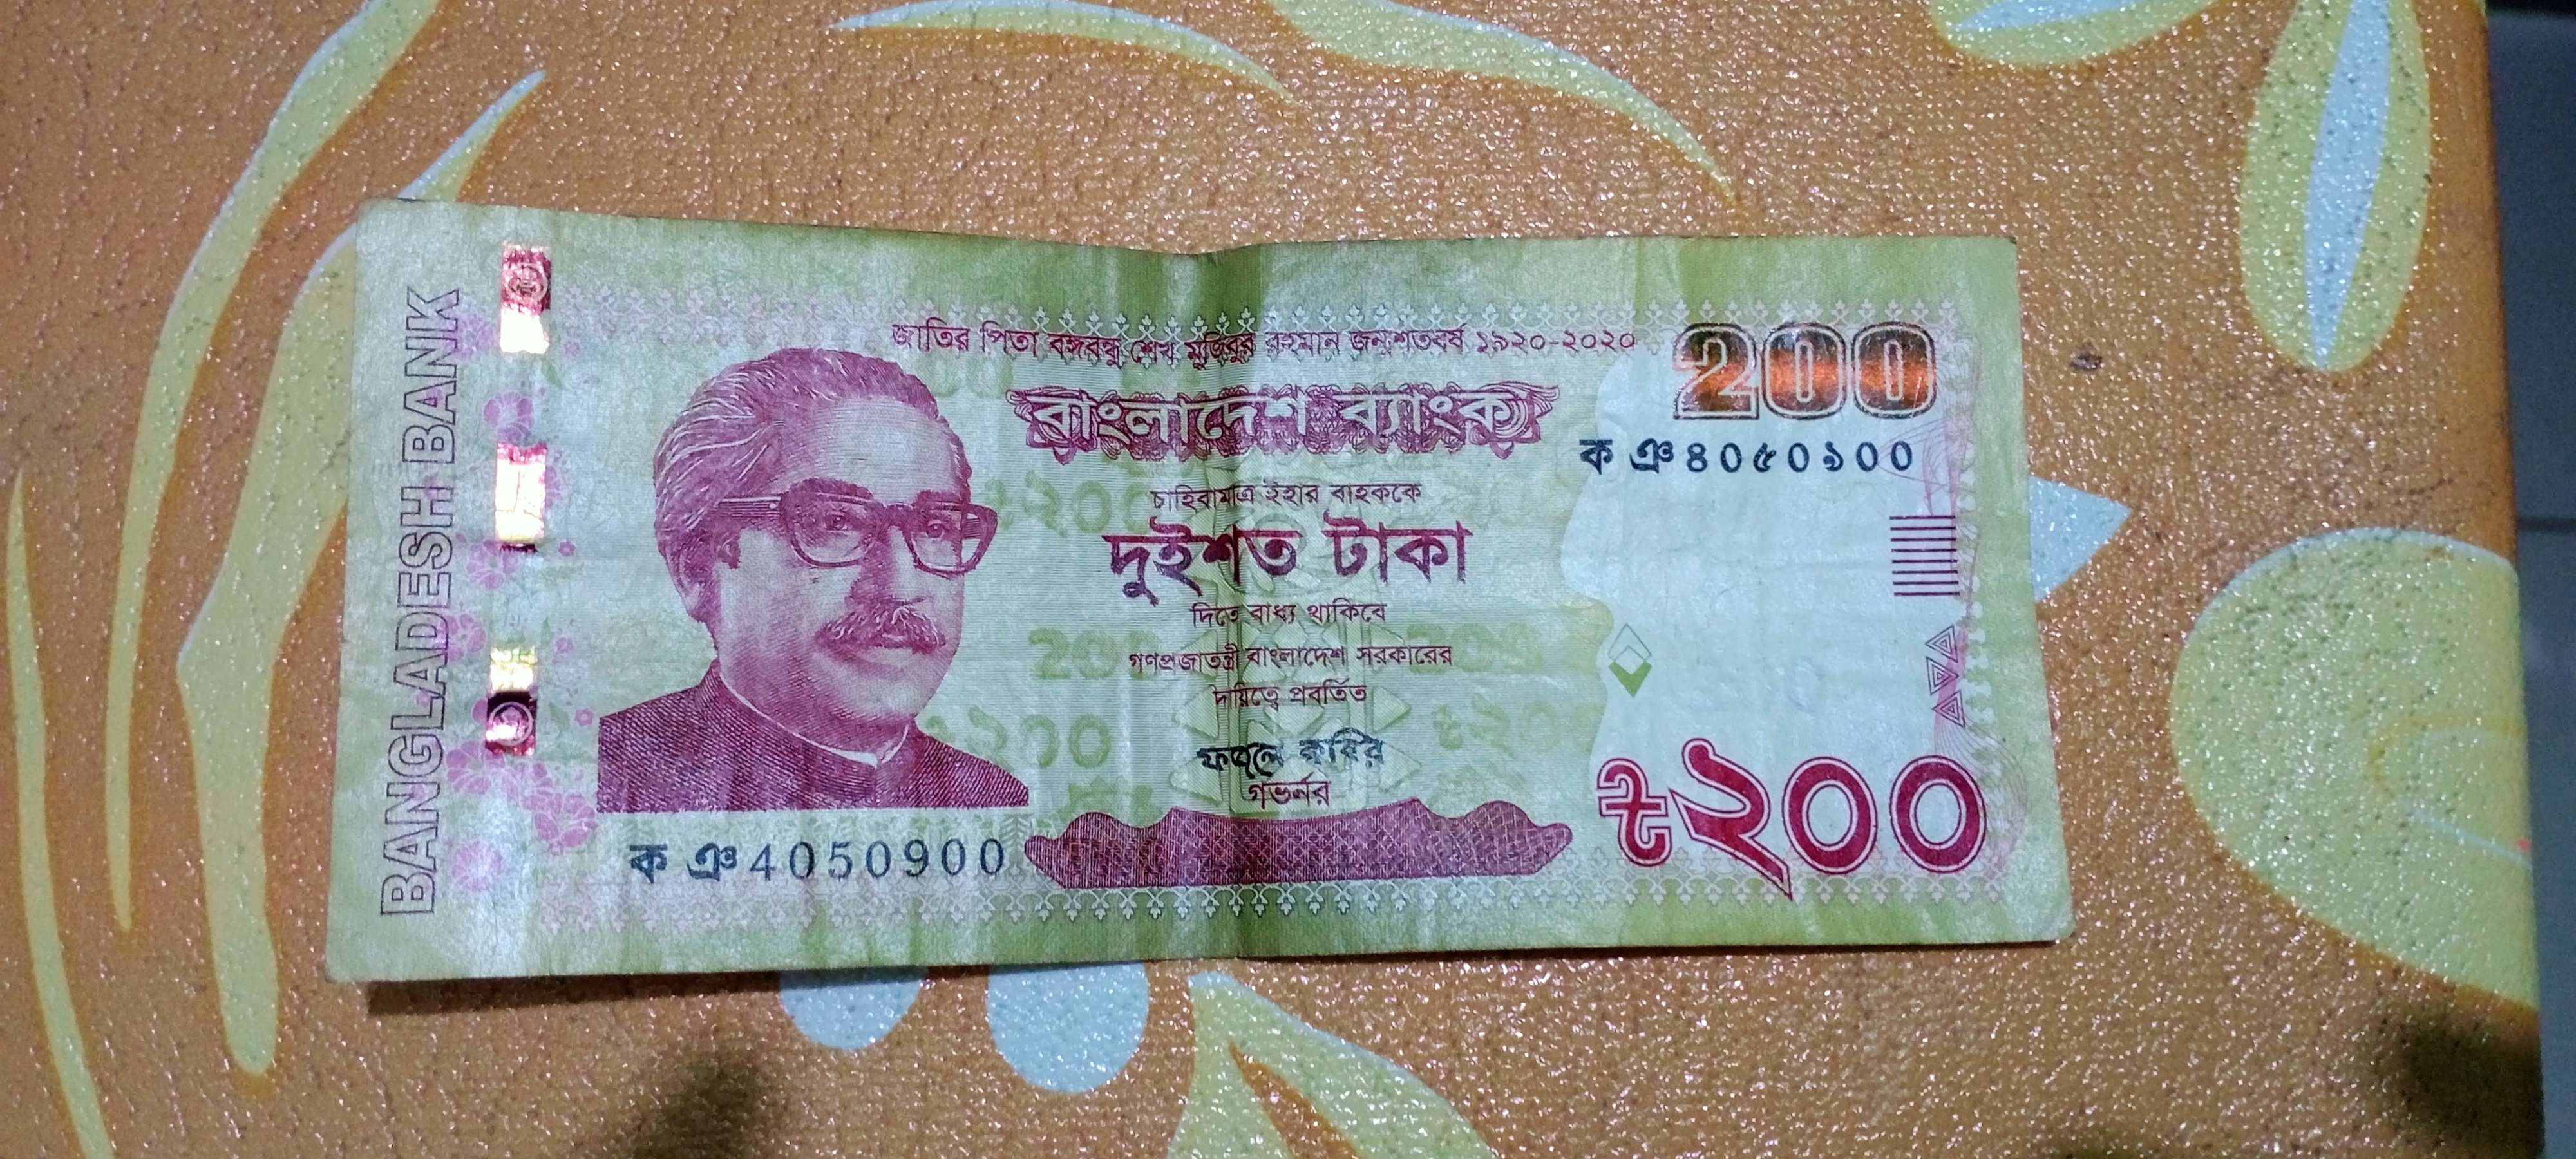 BANGLADESH BANK
জাতির পিতা বঙ্গবন্ধু শেখ মুজিবুর রহমান জন্মশতবর্ষ ১৯২০-২০২০
200
বাংলাদেশ ব্যাংক
ক ঞ ৪০৫০৯০০
চাহিবামাত্র ইহার বাহককে
দুইশত টাকা
দিতে বাধ্য থাকিবে
গণপ্রজাতন্ত্রী বাংলাদেশ সরকারের
দায়িত্বে প্রবর্তিত
ফজলে কবির
গভর্নর
ক ঞ 4050900
৳২০০